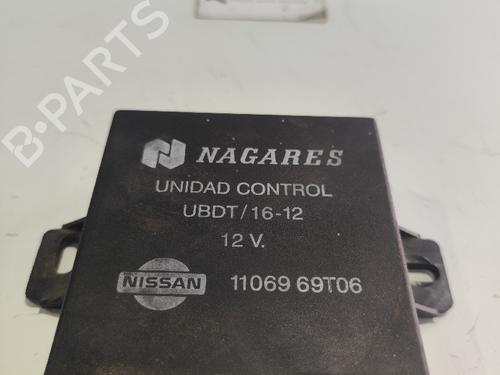 B-PARTS
NAGARES
UNIDAD CONTROL
UBDT/16-12
12 V.
NISSAN 11069 69T06